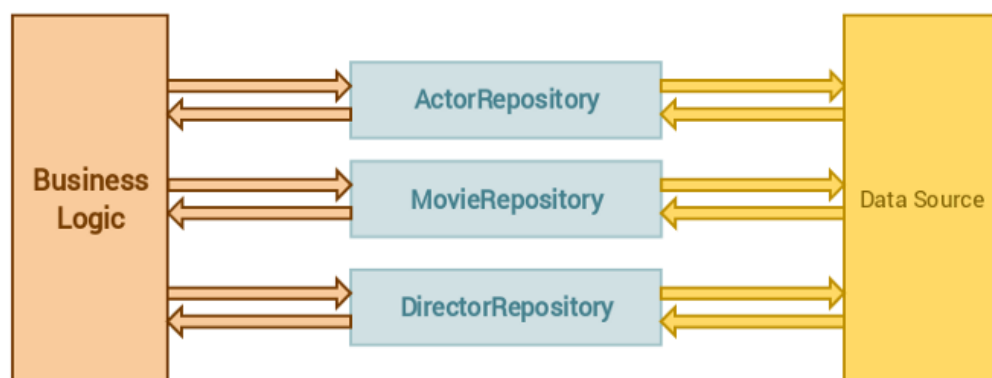 Business
Logic
ActorRepository
MovieRepository
DirectorRepository
Data Source